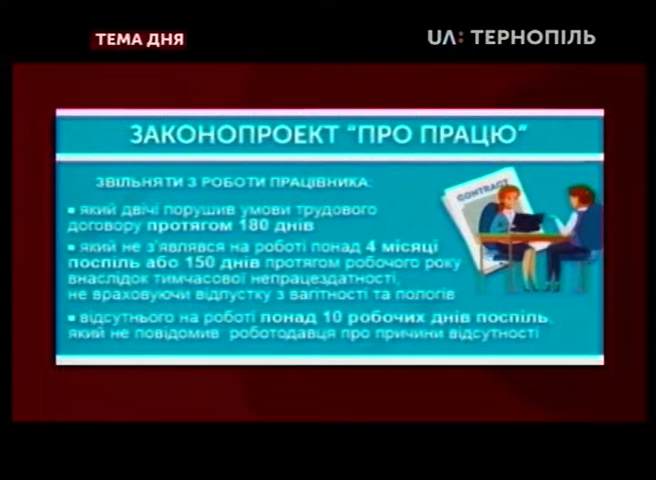 ТЕМА ДНЯ
UA: ТЕРНОПІЛЬ
ЗАКОНОПРОЕКТ "ПРО ПРАЦЮ"
ЗВІЛЬНЯТИ З РОБОТИ ПРАЦІВНИКА:
CONTRACT
▪ який двічі порушив умови трудового
договору протягом 180 днів
▪ який не з'являвся на роботі понад 4 місяці
поспіль або 150 днів протягом робочого року
внаслідок тимчасової непрацездатності,
не враховуючи відпустку з вагітності та пологів
▪ відсутнього на роботі понад 10 робочих днів поспіль,
який не повідомив роботодавця про причини відсутності